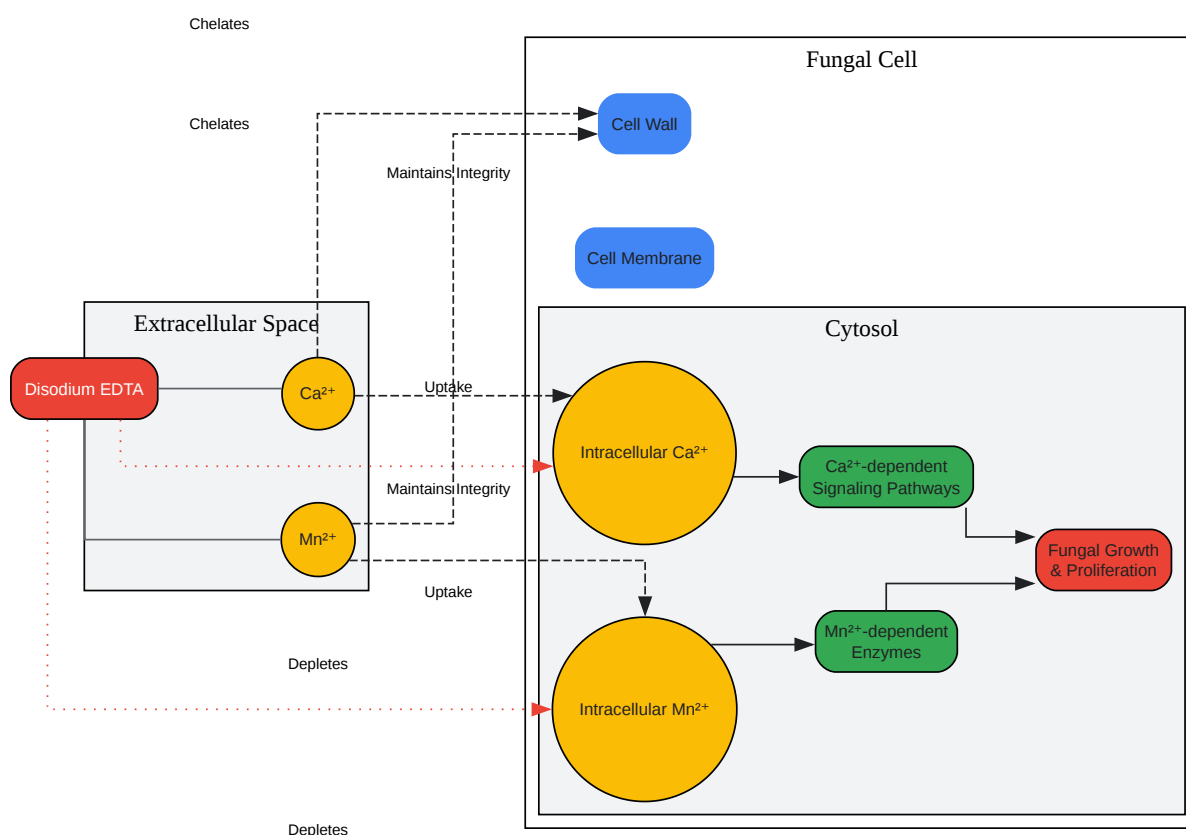 Chelates
Fungal Cell
Chelates
Cell Wall
Maintains Integrity
Cell Membrane
Extracellular Space
Cytosol
Disodium EDTA
Ca²⁺
Uptake
Intracellular Ca²⁺
Ca²⁺-dependent
Signaling Pathways
Maintains Integrity
Mn²⁺
Fungal Growth
& Proliferation
Uptake
Mn²⁺-dependent
Enzymes
Depletes
Intracellular Mn²⁺
Depletes